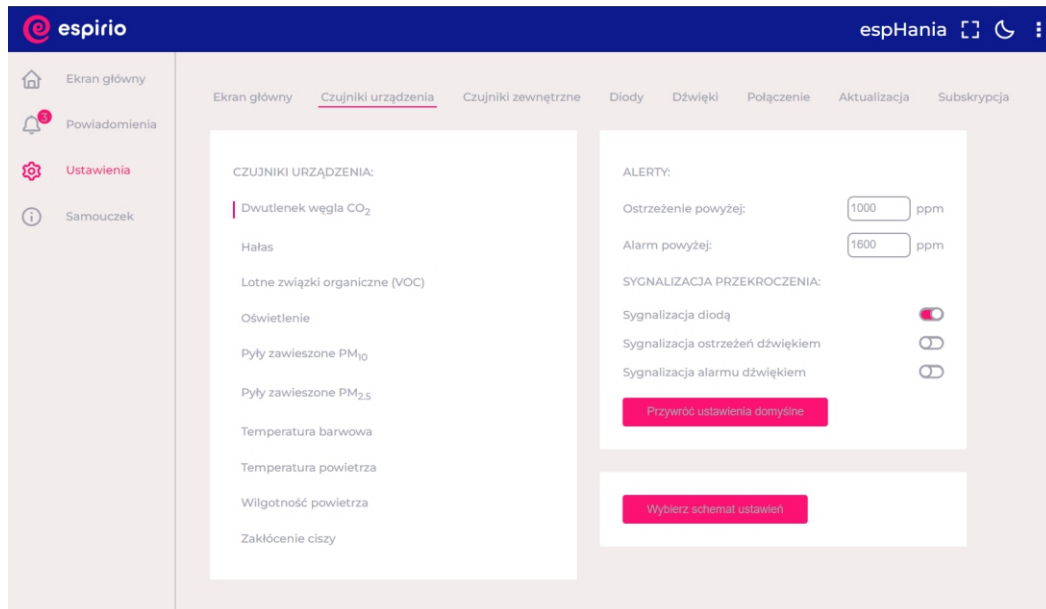 espirio
espHania
Ekran główny
3
Powiadomienia
Ustawienia
Samouczek
Ekran główny Czujniki urządzenia Czujniki zewnętrzne Diody Dźwięki Połączenie Aktualizacja Subskrypcja
CZUJNIKI URZĄDZENIA:
Dwutlenek węgla CO₂
Hałas
Lotne związki organiczne (VOC)
Oświetlenie
Pyły zawieszone PM₁₀
Pyły zawieszone PM₂.₅
Temperatura barwowa
Temperatura powietrza
Wilgotność powietrza
Zakłócenie ciszy
ALERTY:
Ostrzeżenie powyżej: 1000 ppm
Alarm powyżej: 1600 ppm
SYGNALIZACJA PRZEKROCZENIA:
Sygnalizacja diodą
Sygnalizacja ostrzeżeń dźwiękiem
Sygnalizacja alarmu dźwiękiem
Przywróć ustawienia domyślne
Wybierz schemat ustawień